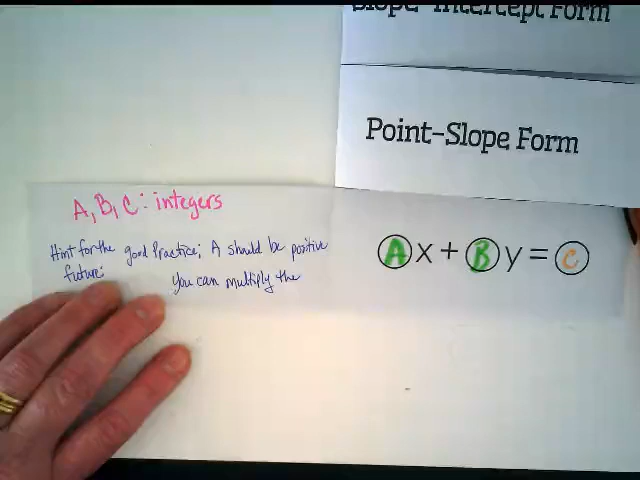 Slope-Intercept Form
Point-Slope Form
A, B, C: integers
Hint for the good Practice; A should be positive
future:
You can multiply the
Ax + By = C